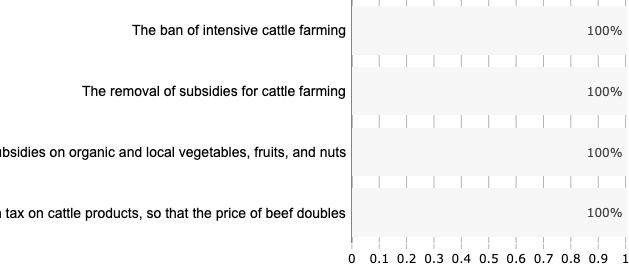 The ban of intensive cattle farming 100%
The removal of subsidies for cattle farming 100%
on organic and local vegetables, fruits, and nuts 100%
tax on cattle products, so that the price of beef doubles 100%
0 0.1 0.2 0.3 0.4 0.5 0.6 0.7 0.8 0.9 1